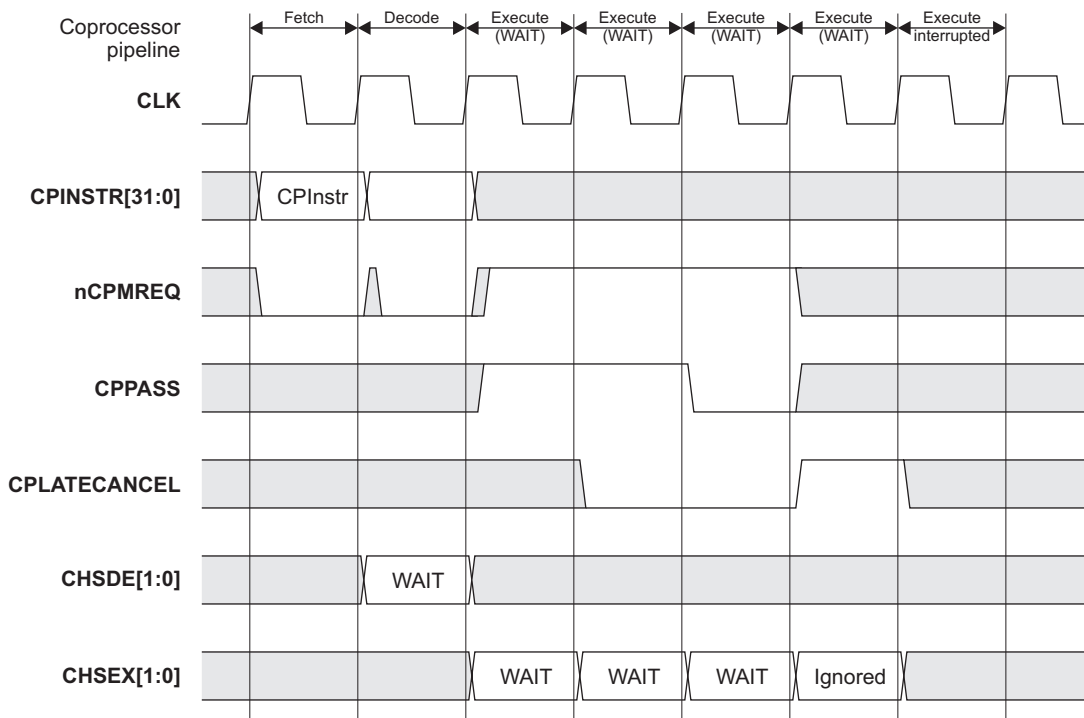 Coprocessor
pipeline
Fetch Decode Execute Execute Execute Execute Execute
(WAIT) (WAIT) (WAIT) (WAIT) interrupted
CLK
CPINSTR[31:0] CPInstr
nCPMREQ
CPPASS
CPLATECANCEL
CHSDE[1:0] WAIT
CHSEX[1:0] WAIT WAIT WAIT Ignored